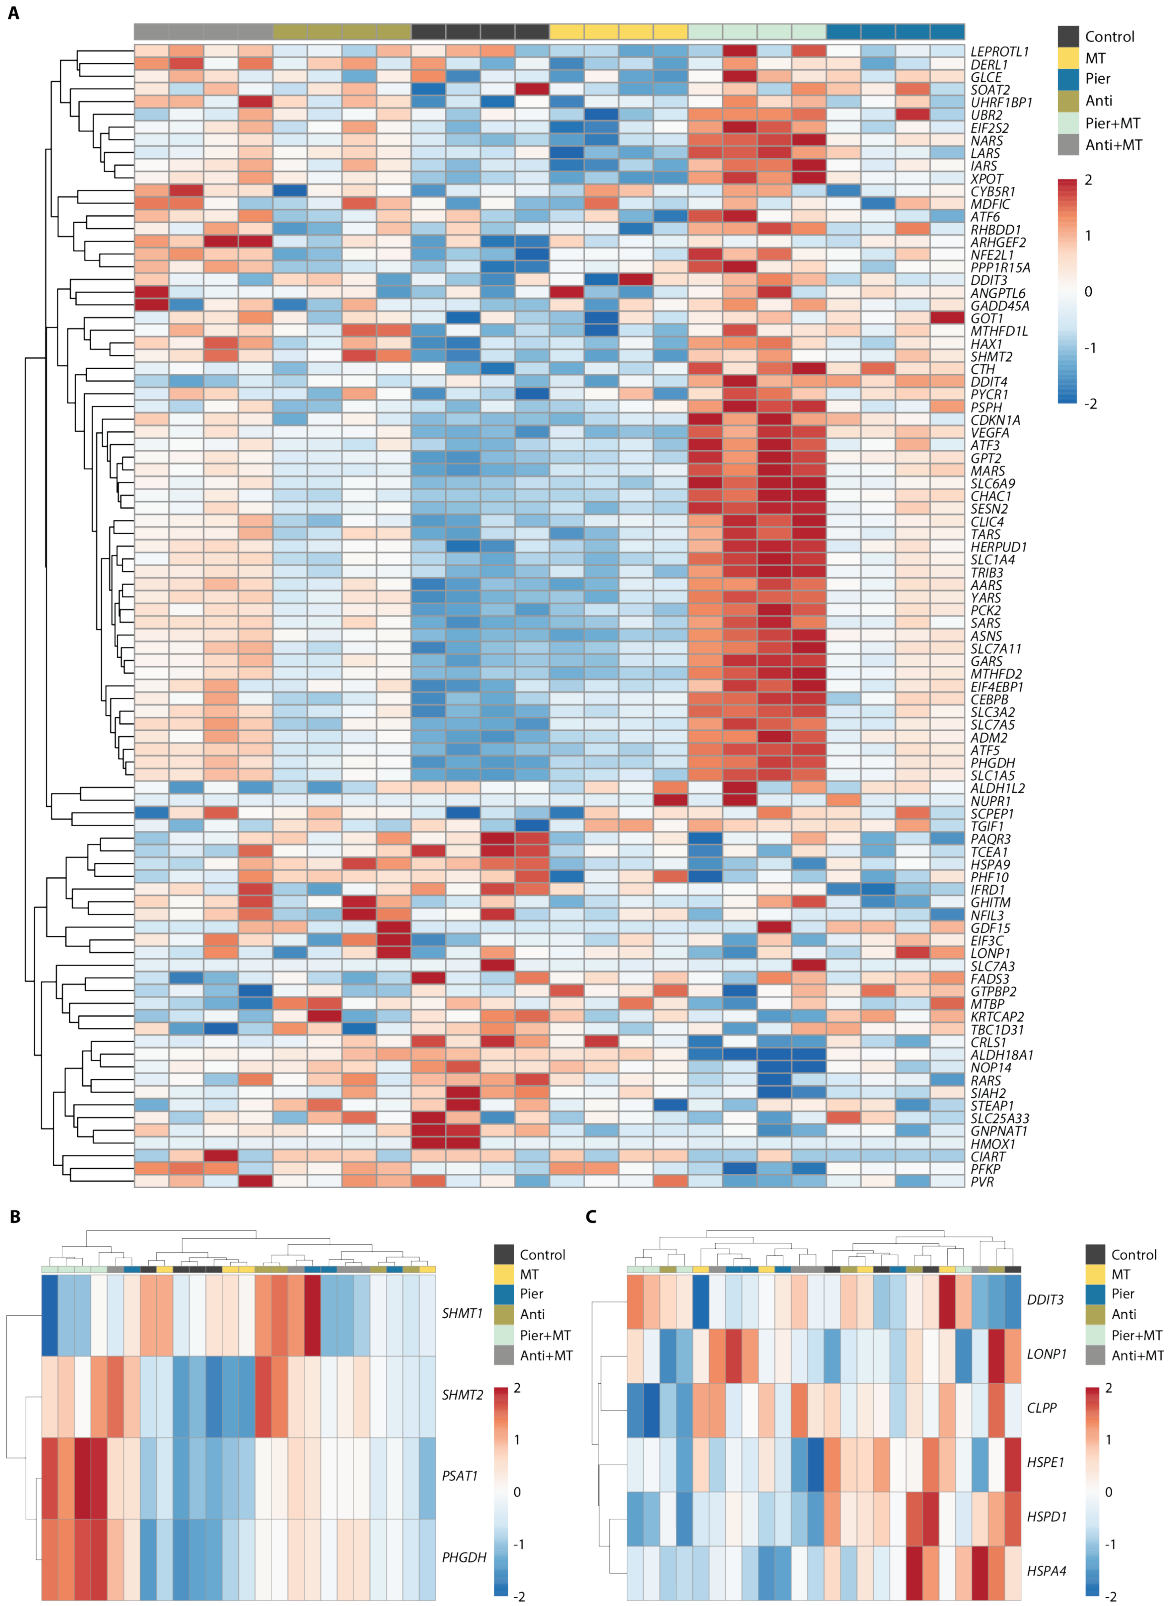 A
LEPROTL1
DERL1
GLCE
SOAT2
UHRF1BP1
UBR2
EIF2S2
NARS
LARS
IARS
XPOT
CYB5R1
MDFIC
ATF6
RHBDD1
ARHGEF2
NFE2L1
PPP1R15A
DDIT3
ANGPTL6
GADD45A
GOT1
MTHFD1L
HAX1
SHMT2
CTH
DDIT4
PYCR1
PSPH
CDKN1A
VEGFA
ATF3
GPT2
MARS
SLC6A9
CHAC1
SESN2
CLIC4
TARS
HERPUD1
SLC1A4
TRIB3
AARS
YARS
PCK2
SARS
ASNS
SLC7A11
GARS
MTHFD2
EIF4EBP1
CEBPB
SLC3A2
SLC7A5
ADM2
ATF5
PHGDH
SLC1A5
ALDH1L2
NUPR1
SCPEP1
TGIF1
PAQR3
TCEA1
HSPA9
PHF10
IFRD1
GHITM
NFIL3
GDF15
EIF3C
LONP1
SLC7A3
FADS3
GTPBP2
MTBP
KRTCAP2
TBC1D31
CRLS1
ALDH18A1
NOP14
RARS
SIAH2
STEAP1
SLC25A33
GNPNAT1
HMOX1
CIART
PFKP
PVR
Control
MT
Pier
Anti
Pier+MT
Anti+MT
2
1
0
-1
-2
B
SHMT1
SHMT2
PSAT1
PHGDH
Control
MT
Pier
Anti
Pier+MT
Anti+MT
2
1
0
-1
-2
C
DDIT3
LONP1
CLPP
HSPE1
HSPD1
HSPA4
Control
MT
Pier
Anti
Pier+MT
Anti+MT
2
1
0
-1
-2